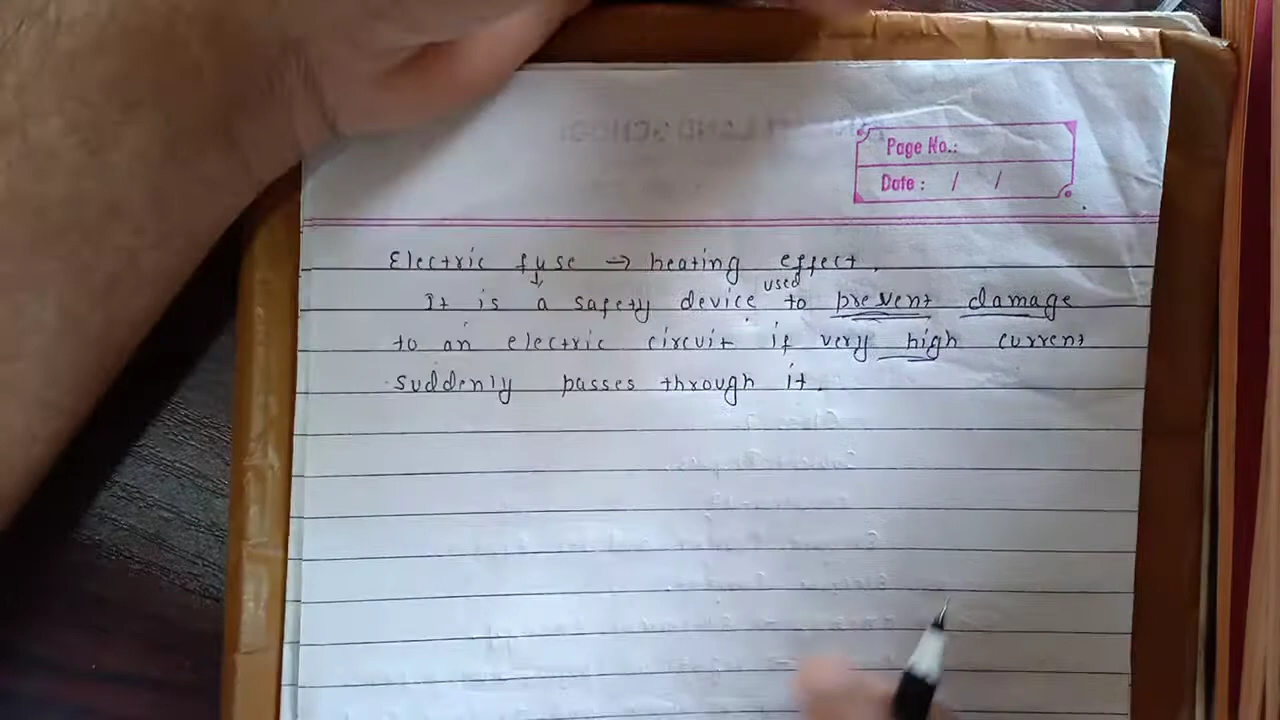 Page No.:
Date : / /
Electric fuse → heating effect.
It is a safety device used to prevent damage
to an electric circuit if very high current
suddenly passes through it.